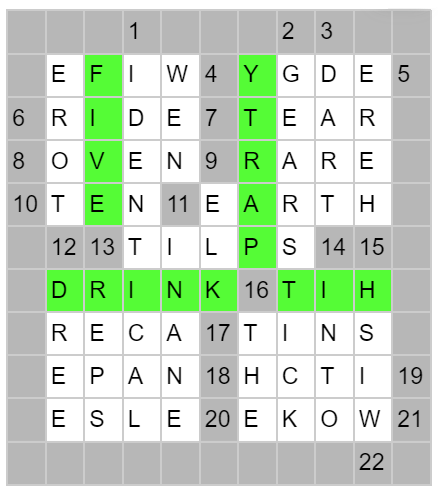 1 2 3
E F I W 4 Y G D E 5
6 R I D E 7 T E A R
8 O V E N 9 R A R E
10 T E N 11 E A R T H
12 13 T I L P S 14 15
D R I N K 16 T I H
R E C A 17 T I N S
E P A N 18 H C T I 19
E S L E 20 E K O W 21
22